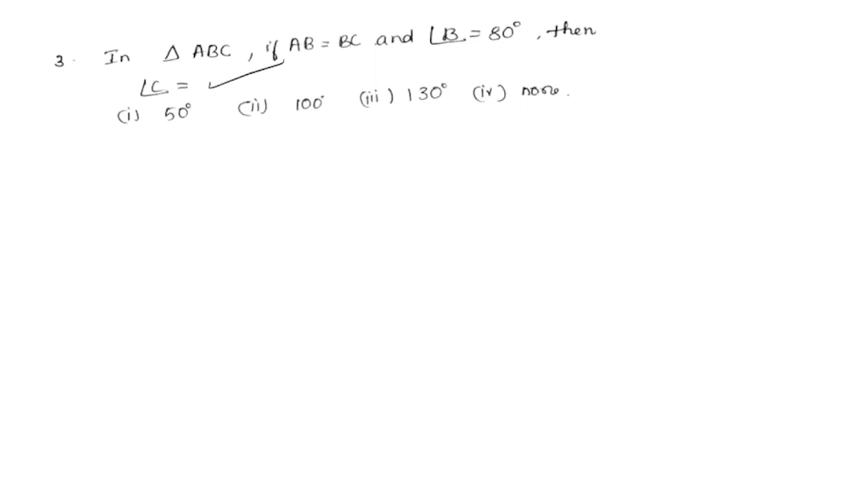 3. In △ ABC, if AB = BC and ∠B = 80°, then
∠C =
(i) 50° (ii) 100° (iii) 130° (iv) none.